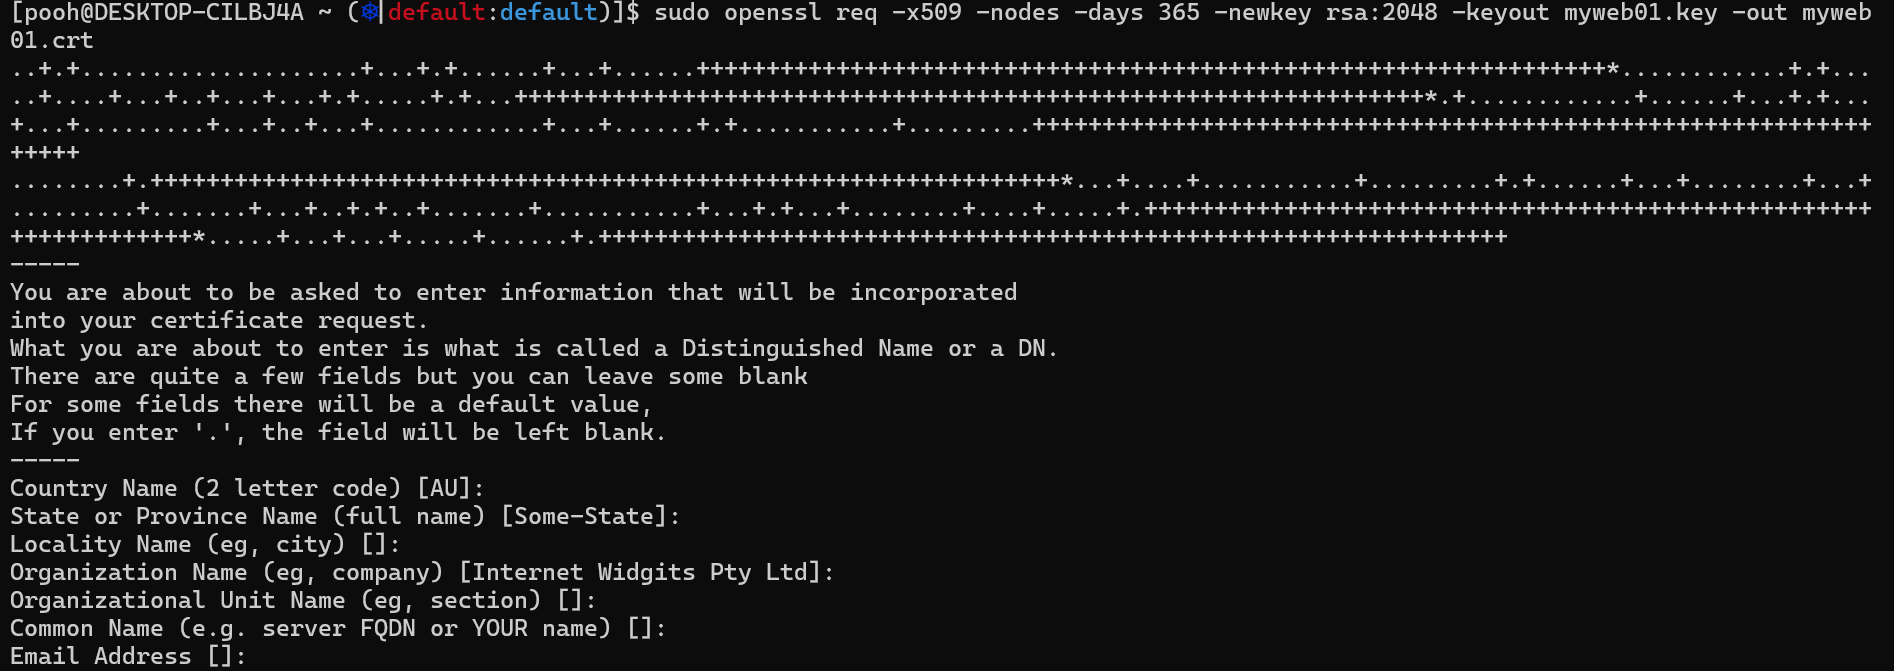 [pooh@DESKTOP-CILBJ4A ~ (⎈|default:default)]$ sudo openssl req -x509 -nodes -days 365 -newkey rsa:2048 -keyout myweb01.key -out myweb
01.crt
..+.+....................+...+.+......+...+......+++++++++++++++++++++++++++++++++++++++++++++++++++++++++++++++++*............+.+...
..+....+...+..+...+...+.+.....+.+...+++++++++++++++++++++++++++++++++++++++++++++++++++++++++++++++++*.+............+......+...+.+...
+...+.........+...+..+...+............+...+......+.+...........+.........++++++++++++++++++++++++++++++++++++++++++++++++++++++++++++
+++++
........+.+++++++++++++++++++++++++++++++++++++++++++++++++++++++++++++++++*...+....+...........+.........+.+......+...+........+...+
.........+.......+...+..+.+..+.......+...........+...+.+...+........+....+.....+.++++++++++++++++++++++++++++++++++++++++++++++++++++
+++++++++++++*.....+...+...+.....+......+.+++++++++++++++++++++++++++++++++++++++++++++++++++++++++++++++++
-----
You are about to be asked to enter information that will be incorporated
into your certificate request.
What you are about to enter is what is called a Distinguished Name or a DN.
There are quite a few fields but you can leave some blank
For some fields there will be a default value,
If you enter '.', the field will be left blank.
-----
Country Name (2 letter code) [AU]:
State or Province Name (full name) [Some-State]:
Locality Name (eg, city) []:
Organization Name (eg, company) [Internet Widgits Pty Ltd]:
Organizational Unit Name (eg, section) []:
Common Name (e.g. server FQDN or YOUR name) []:
Email Address []: